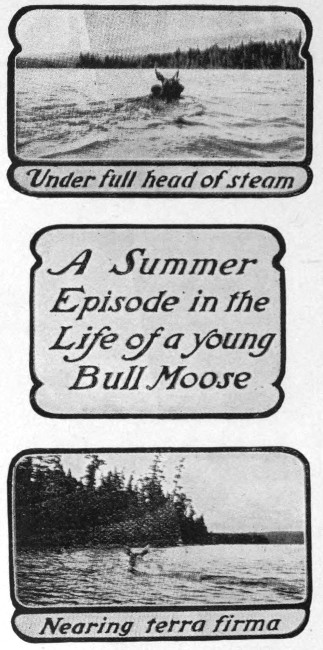 Under full head of steam
A Summer
Episode in the
Life of a young
Bull Moose
Nearing terra firma